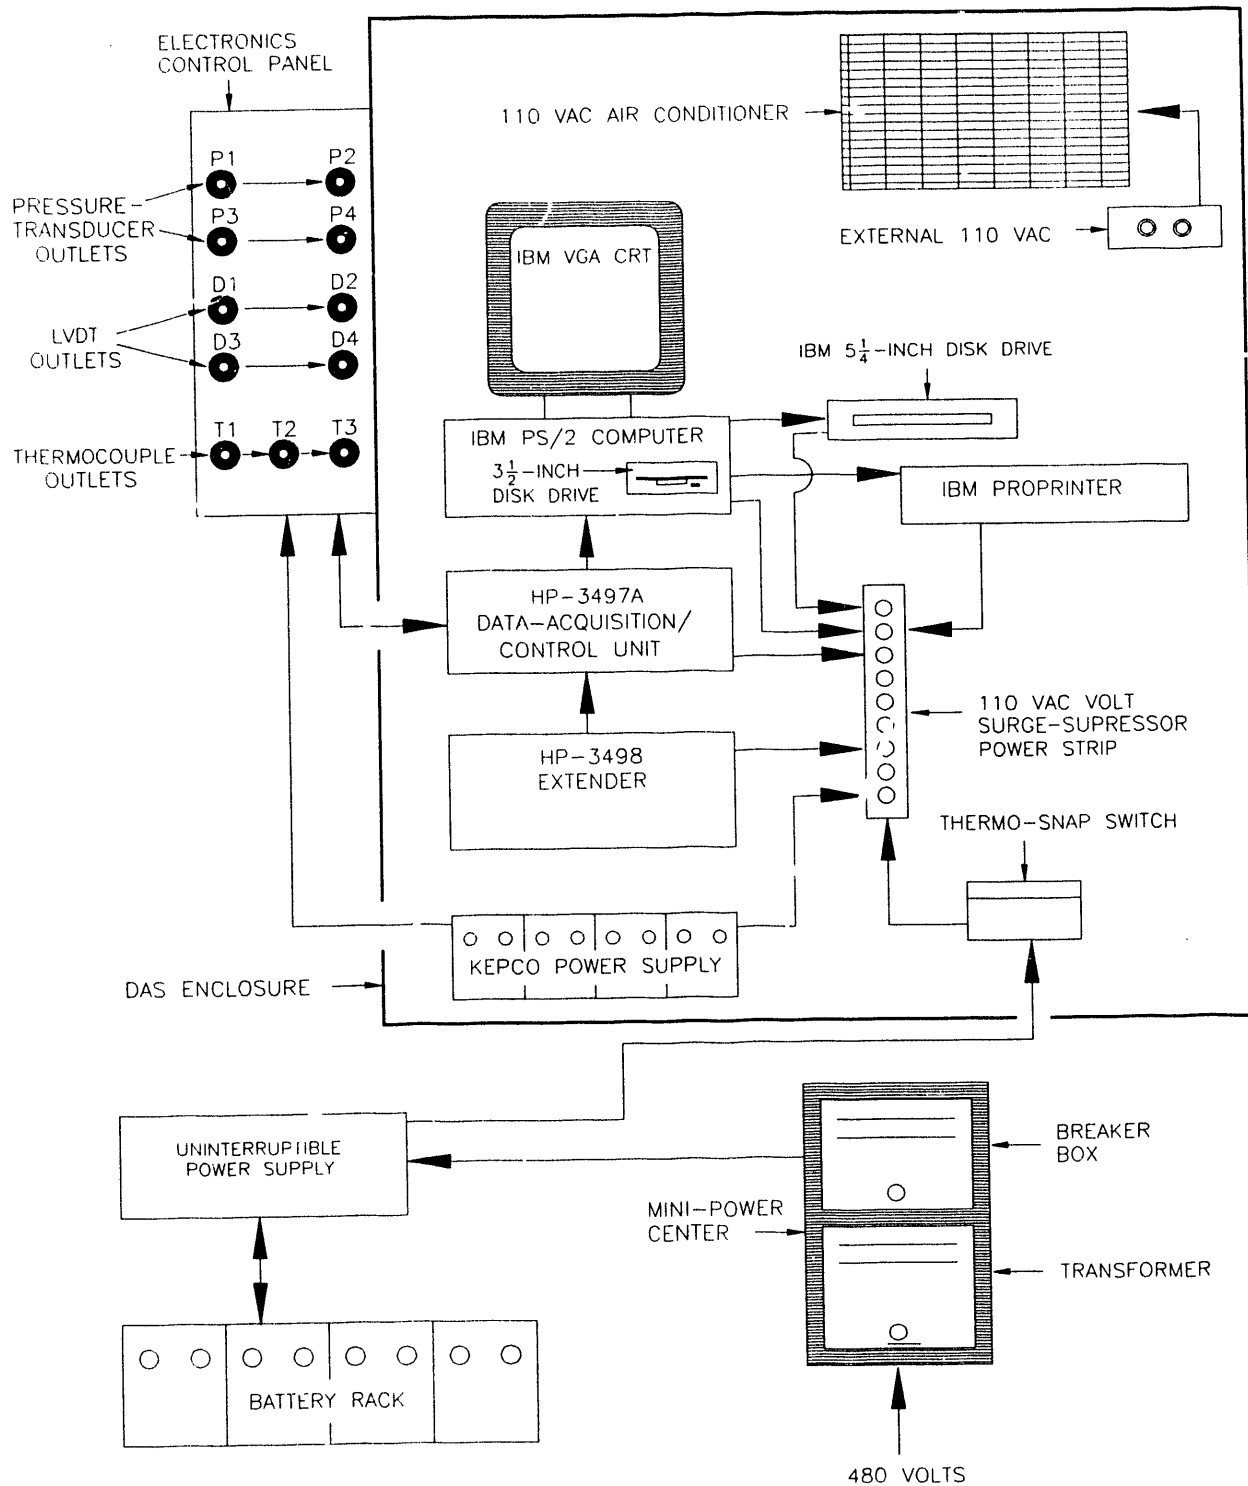 ELECTRONICS
CONTROL PANEL
110 VAC AIR CONDITIONER
P1
P2
PRESSURE-
TRANSDUCER
OUTLETS
P3
P4
EXTERNAL 110 VAC
IBM VGA CRT
D1
D2
LVDT
OUTLETS
D3
D4
IBM 5 1/4-INCH DISK DRIVE
T1
T2
T3
THERMOCOUPLE
OUTLETS
IBM PS/2 COMPUTER
3 1/2-INCH
DISK DRIVE
IBM PROPRINTER
HP-3497A
DATA-ACQUISITION/
CONTROL UNIT
110 VAC VOLT
SURGE-SUPRESSOR
POWER STRIP
HP-3498
EXTENDER
THERMO-SNAP SWITCH
KEPCO POWER SUPPLY
DAS ENCLOSURE
UNINTERRUPTIBLE
POWER SUPPLY
BREAKER
BOX
MINI-POWER
CENTER
TRANSFORMER
BATTERY RACK
480 VOLTS